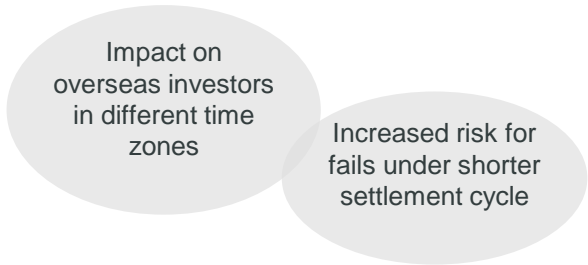 Impact on
overseas investors
in different time
zones
Increased risk for
fails under shorter
settlement cycle